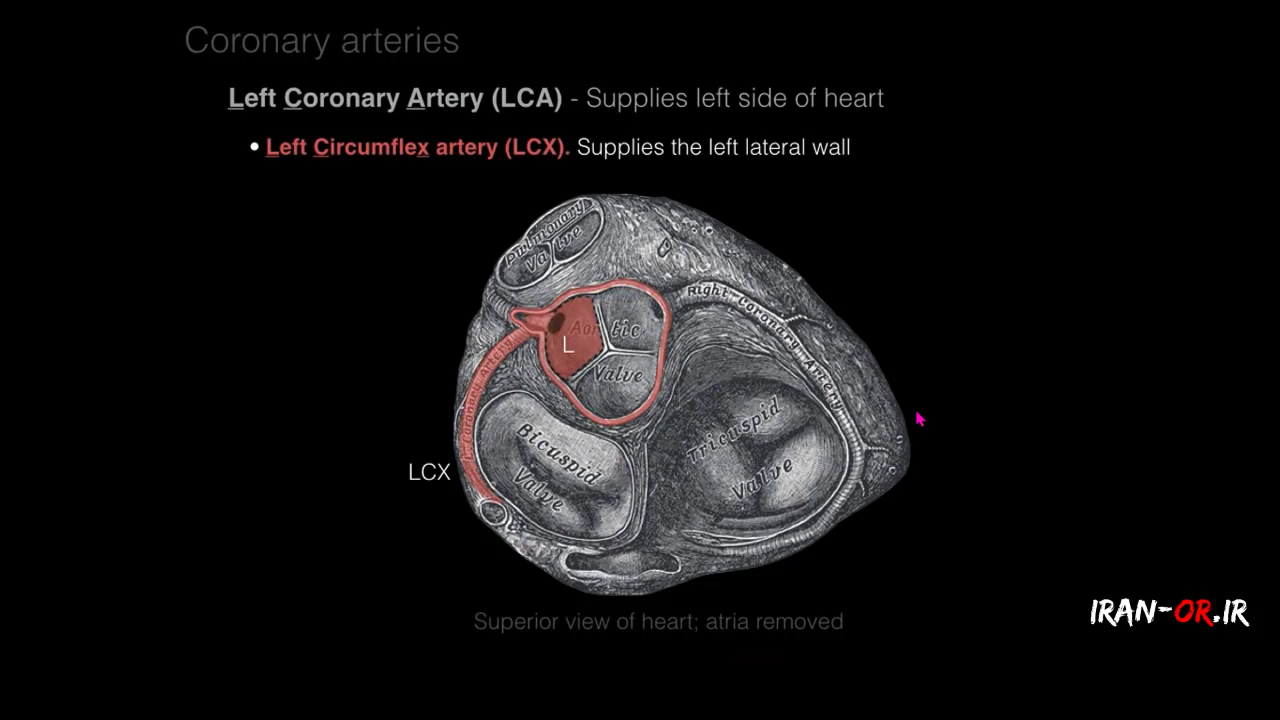 Coronary arteries
Left Coronary Artery (LCA) - Supplies left side of heart
• Left Circumflex artery (LCX). Supplies the left lateral wall
Pulmonary
Valve
Right Coronary Artery
Aortic
L
Valve
L. Coronary Artery
Bicuspid
Valve
Tricuspid
Valve
LCX
IRAN-OR.IR
Superior view of heart; atria removed